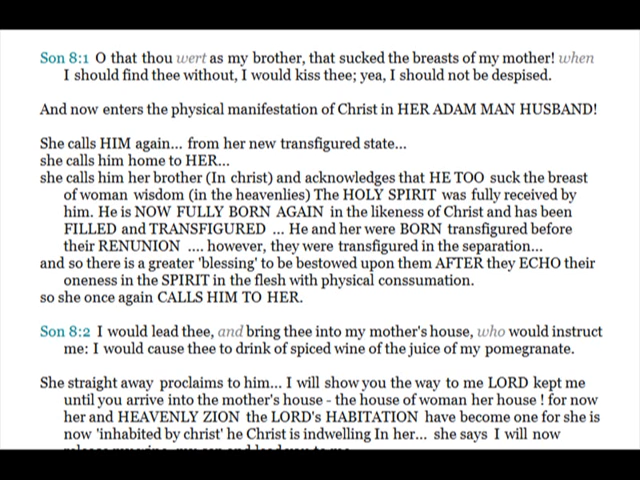 Son 8:1 O that thou wert as my brother, that sucked the breasts of my mother! when
I should find thee without, I would kiss thee; yea, I should not be despised.
And now enters the physical manifestation of Christ in HER ADAM MAN HUSBAND!
She calls HIM again... from her new transfigured state...
she calls him home to HER...
she calls him her brother (In christ) and acknowledges that HE TOO suck the breast
of woman wisdom (in the heavenlies) The HOLY SPIRIT was fully received by
him. He is NOW FULLY BORN AGAIN in the likeness of Christ and has been
FILLED and TRANSFIGURED ... He and her were BORN transfigured before
their RENUNION .... however, they were transfigured in the separation...
and so there is a greater 'blessing' to be bestowed upon them AFTER they ECHO their
oneness in the SPIRIT in the flesh with physical conssumation.
so she once again CALLS HIM TO HER.
Son 8:2 I would lead thee, and bring thee into my mother's house, who would instruct
me: I would cause thee to drink of spiced wine of the juice of my pomegranate.
She straight away proclaims to him... I will show you the way to me LORD kept me
until you arrive into the mother's house - the house of woman her house ! for now
her and HEAVENLY ZION the LORD's HABITATION have become one for she is
now 'inhabited by christ' he Christ is indwelling In her... she says I will now